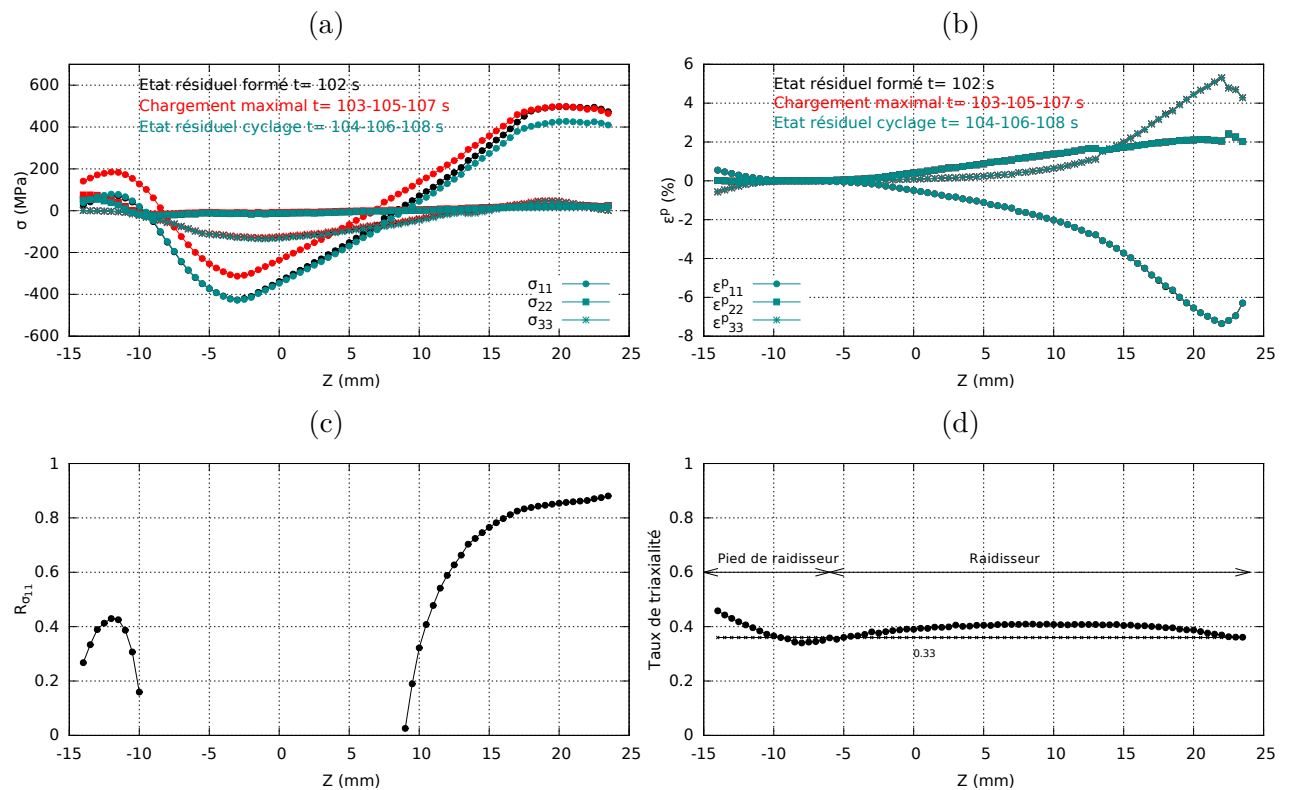 (a)
σ (MPa)
600
400
200
0
-200
-400
-600
Etat résiduel formé t= 102 s
Chargement maximal t= 103-105-107 s
Etat résiduel cyclage t= 104-106-108 s
σ11
σ22
σ33
-15 -10 -5 0 5 10 15 20 25
Z (mm)
(b)
εp (%)
6
4
2
0
-2
-4
-6
-8
Etat résiduel formé t= 102 s
Chargement maximal t= 103-105-107 s
Etat résiduel cyclage t= 104-106-108 s
εp11
εp22
εp33
-15 -10 -5 0 5 10 15 20 25
Z (mm)
(c)
Rσ11
1
0.8
0.6
0.4
0.2
0
-15 -10 -5 0 5 10 15 20 25
Z (mm)
(d)
Taux de triaxialité
1
0.8
0.6
0.4
0.2
0
Pied de raidisseur
Raidisseur
0.33
-15 -10 -5 0 5 10 15 20 25
Z (mm)